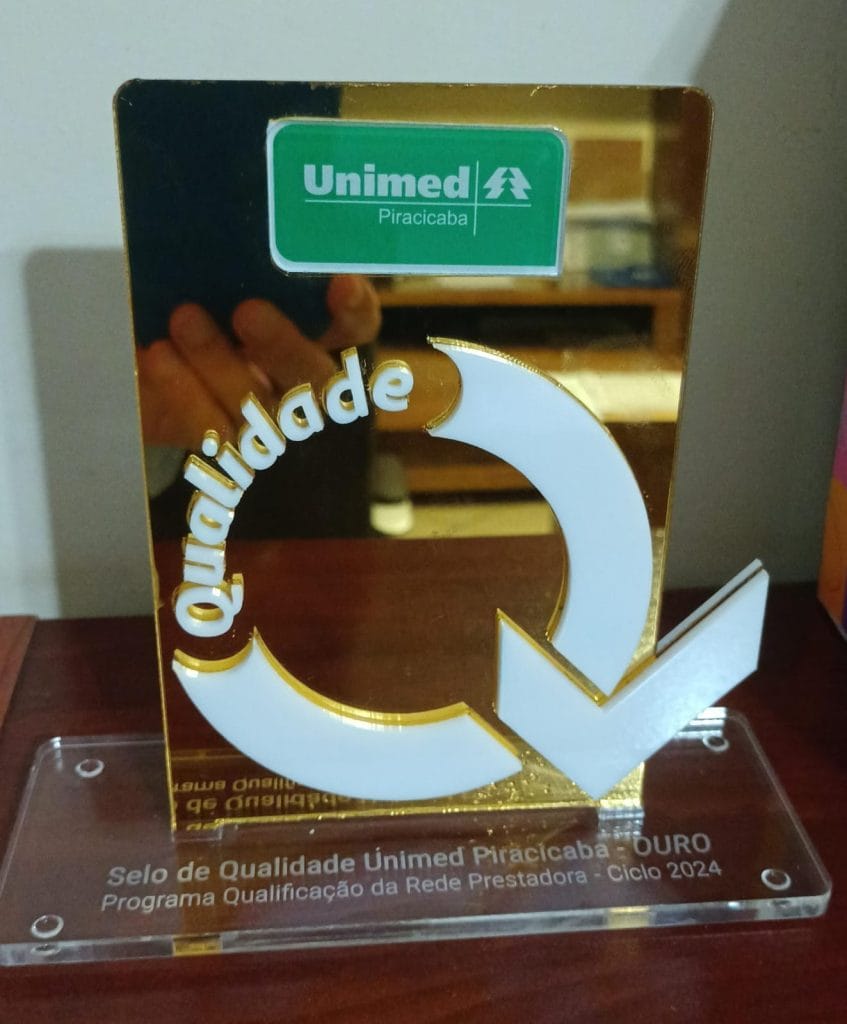 Unimed
Piracicaba
Qualidade
Selo de Qualidade Unimed Piracicaba - OURO
Programa Qualificação da Rede Prestadora - Ciclo 2024